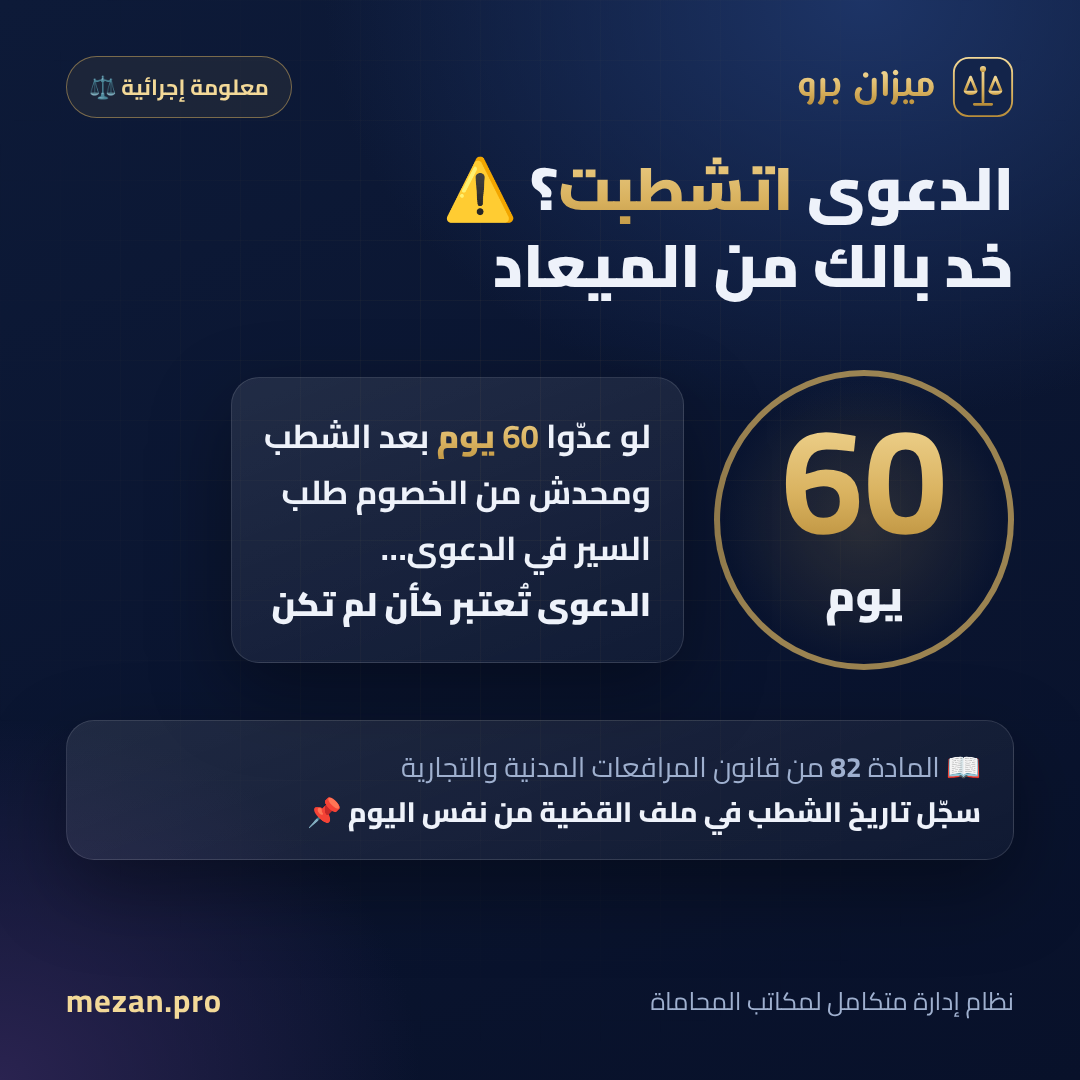 ميزان برو
معلومة إجرائية ⚖️
الدعوى اتشطبت؟ ⚠️
خد بالك من الميعاد
60
يوم
لو عدّوا 60 يوم بعد الشطب
ومحدش من الخصوم طلب
السير في الدعوى...
الدعوى تُعتبر كأن لم تكن
📖 المادة 82 من قانون المرافعات المدنية والتجارية
سجّل تاريخ الشطب في ملف القضية من نفس اليوم 📌
نظام إدارة متكامل لمكاتب المحاماة
mezan.pro